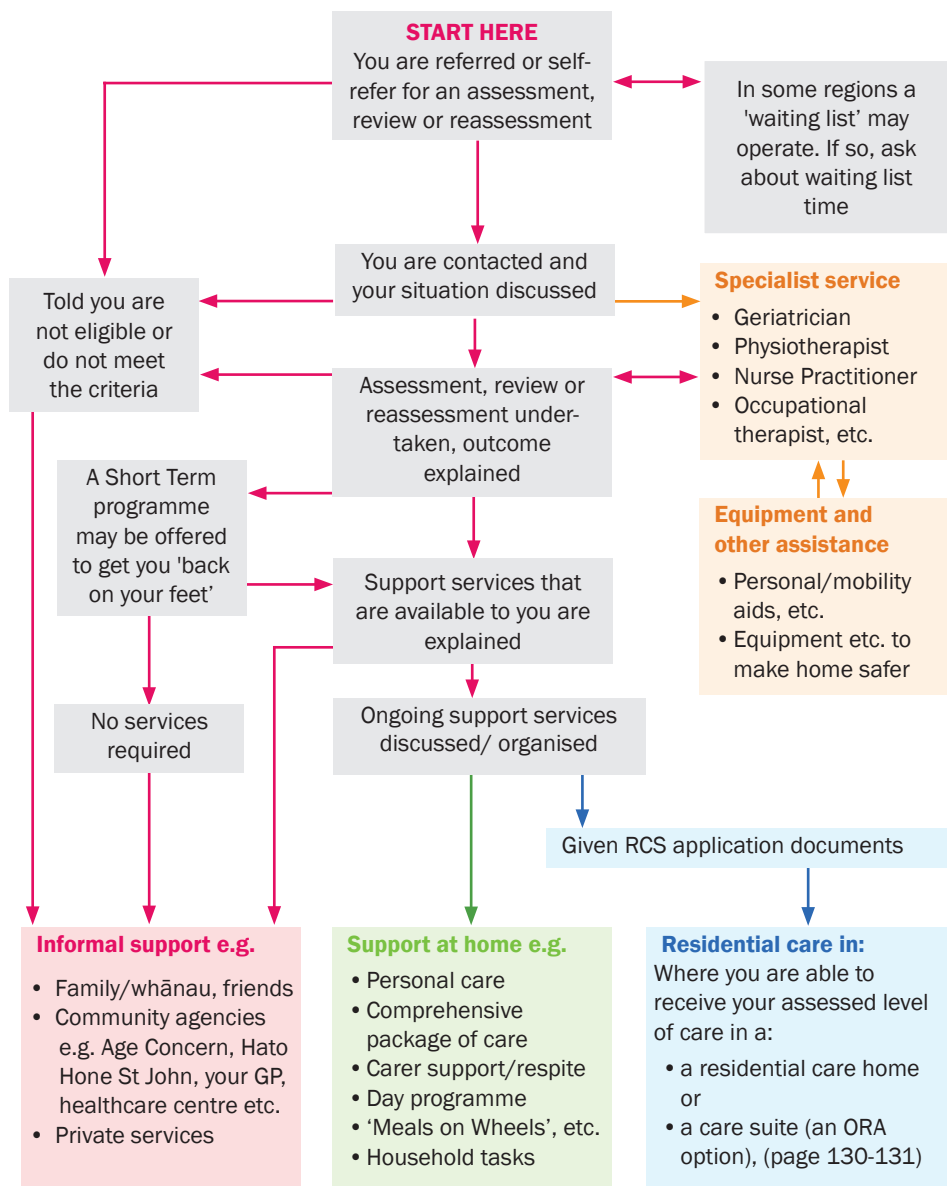 START HERE
You are referred or self-
refer for an assessment,
review or reassessment
In some regions a
'waiting list’ may
operate. If so, ask
about waiting list
time
You are contacted and
your situation discussed
Told you are
not eligible or
do not meet
the criteria
Specialist service
• Geriatrician
• Physiotherapist
• Nurse Practitioner
• Occupational
therapist, etc.
Assessment, review or
reassessment under-
taken, outcome
explained
A Short Term
programme
may be offered
to get you 'back
on your feet’
Equipment and
other assistance
• Personal/mobility
aids, etc.
• Equipment etc. to
make home safer
Support services that
are available to you are
explained
No services
required
Ongoing support services
discussed/ organised
Given RCS application documents
Informal support e.g.
• Family/whānau, friends
• Community agencies
e.g. Age Concern, Hato
Hone St John, your GP,
healthcare centre etc.
• Private services
Support at home e.g.
• Personal care
• Comprehensive
package of care
• Carer support/respite
• Day programme
• ‘Meals on Wheels’, etc.
• Household tasks
Residential care in:
Where you are able to
receive your assessed level
of care in a:
• a residential care home
or
• a care suite (an ORA
option), (page 130-131)